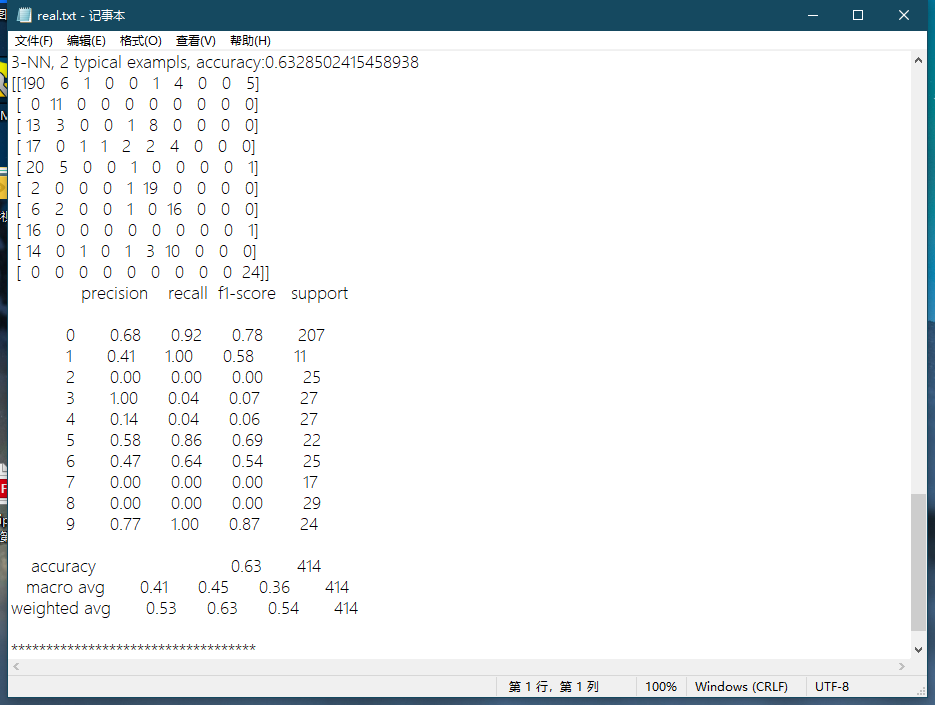 real.txt - 记事本
文件(F) 编辑(E) 格式(O) 查看(V) 帮助(H)
3-NN, 2 typical exampls, accuracy:0.6328502415458938
[[190 6 1 0 0 1 4 0 0 5]
[ 0 11 0 0 0 0 0 0 0 0]
[ 13 3 0 0 1 8 0 0 0 0]
[ 17 0 1 1 2 2 4 0 0 0]
[ 20 5 0 0 1 0 0 0 0 1]
[ 2 0 0 0 1 19 0 0 0 0]
[ 6 2 0 0 1 0 16 0 0 0]
[ 16 0 0 0 0 0 0 0 0 1]
[ 14 0 1 0 1 3 10 0 0 0]
[ 0 0 0 0 0 0 0 0 0 24]]
precision recall f1-score support
0 0.68 0.92 0.78 207
1 0.41 1.00 0.58 11
2 0.00 0.00 0.00 25
3 1.00 0.04 0.07 27
4 0.14 0.04 0.06 27
5 0.58 0.86 0.69 22
6 0.47 0.64 0.54 25
7 0.00 0.00 0.00 17
8 0.00 0.00 0.00 29
9 0.77 1.00 0.87 24
accuracy 0.63 414
macro avg 0.41 0.45 0.36 414
weighted avg 0.53 0.63 0.54 414
***********************************
第 1 行，第 1 列 100% Windows (CRLF) UTF-8